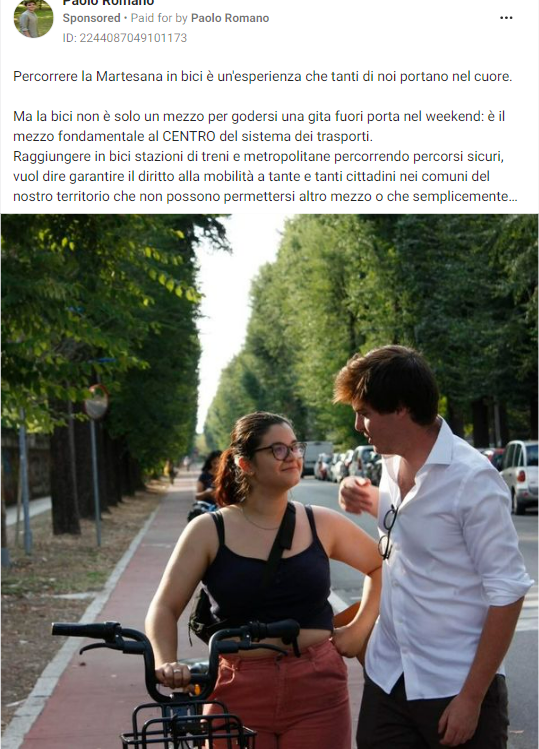 Paolo Romano
Sponsored • Paid for by Paolo Romano
ID: 2244087049101173
Percorrere la Martesana in bici è un'esperienza che tanti di noi portano nel cuore.
Ma la bici non è solo un mezzo per godersi una gita fuori porta nel weekend: è il
mezzo fondamentale al CENTRO del sistema dei trasporti.
Raggiungere in bici stazioni di treni e metropolitane percorrendo percorsi sicuri,
vuol dire garantire il diritto alla mobilità a tante e tanti cittadini nei comuni del
nostro territorio che non possono permettersi altro mezzo o che semplicemente...